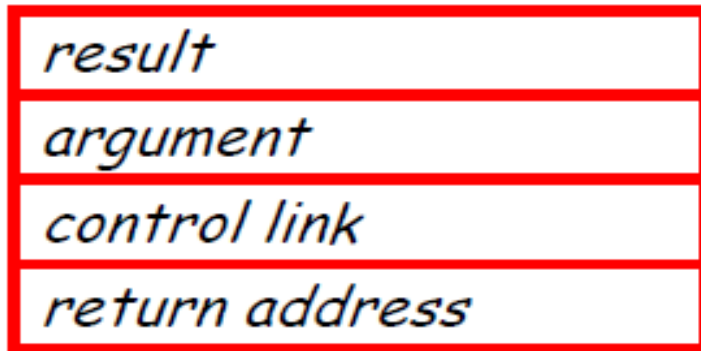 result
argument
control link
return address